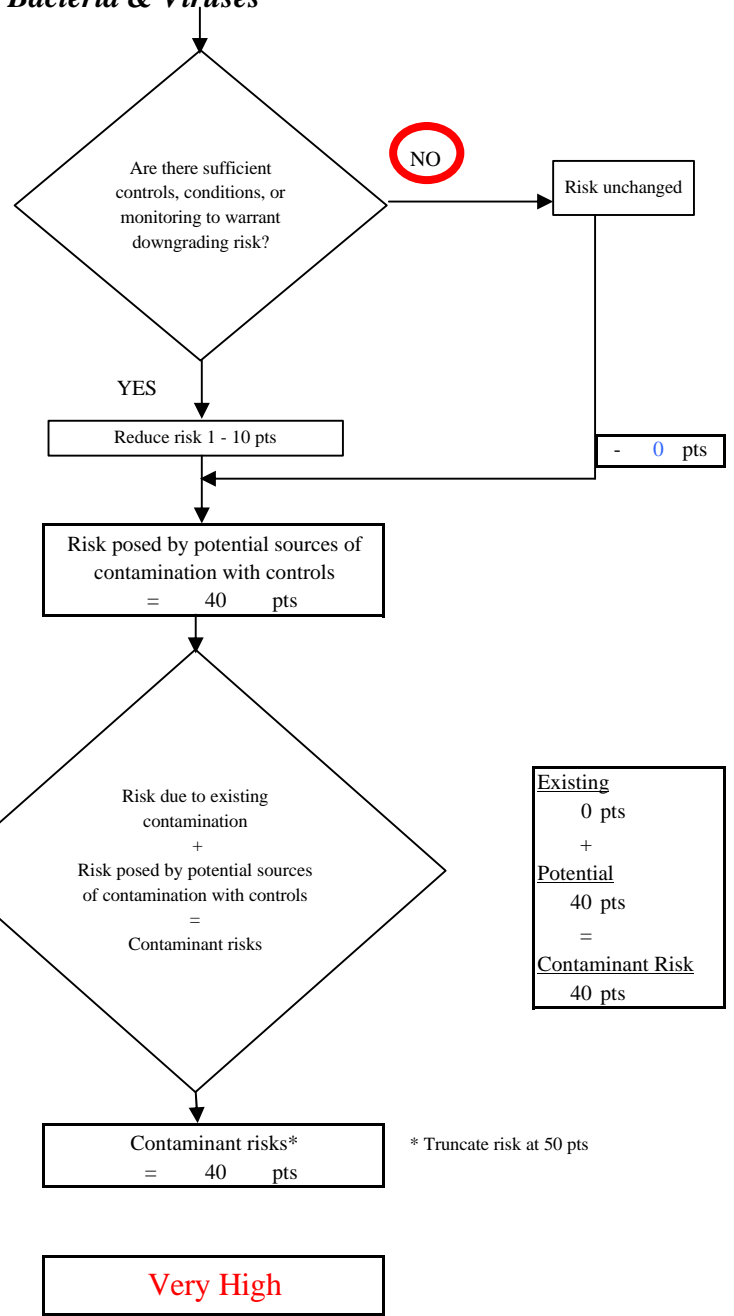 Bacteria & Viruses
Are there sufficient
controls, conditions, or
monitoring to warrant
downgrading risk?
NO
Risk unchanged
YES
Reduce risk 1 - 10 pts
- 0 pts
Risk posed by potential sources of
contamination with controls
= 40 pts
Risk due to existing
contamination
+
Risk posed by potential sources
of contamination with controls
=
Contaminant risks
Existing
0 pts
+
Potential
40 pts
=
Contaminant Risk
40 pts
Contaminant risks*
= 40 pts
* Truncate risk at 50 pts
Very High